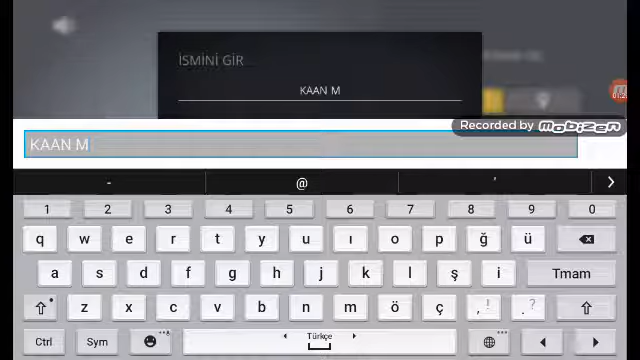 İSMİNİ GİR
KAAN M
Recorded by mobizen
KAAN M
- @ '
1 2 3 4 5 6 7 8 9 0
q w e r t y u ı o p ğ ü
a s d f g h j k l ş i Tmam
z x c v b n m ö ç , ! . ?
Ctrl Sym Türkçe